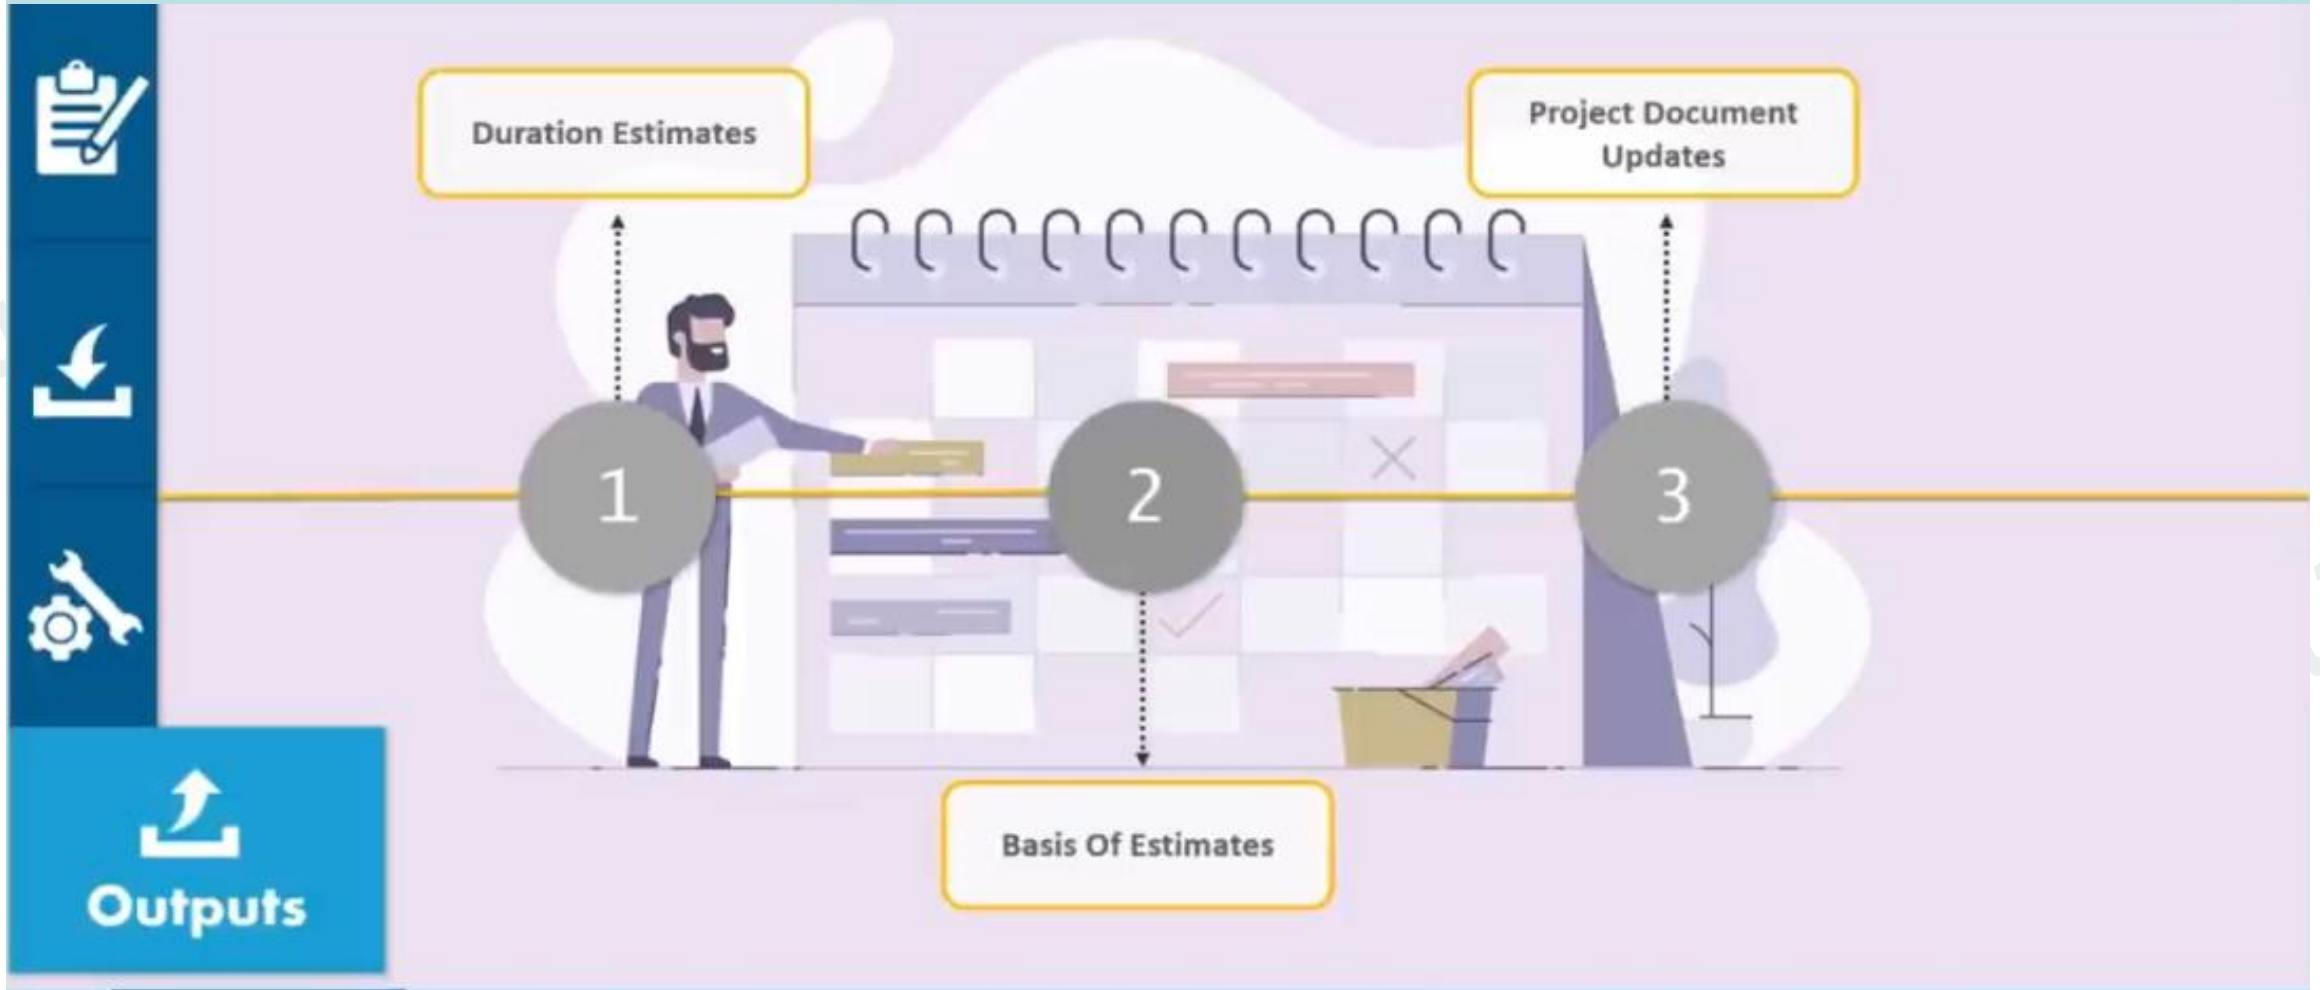 Duration Estimates
Project Document
Updates
1
2
3
Basis Of Estimates
Outputs